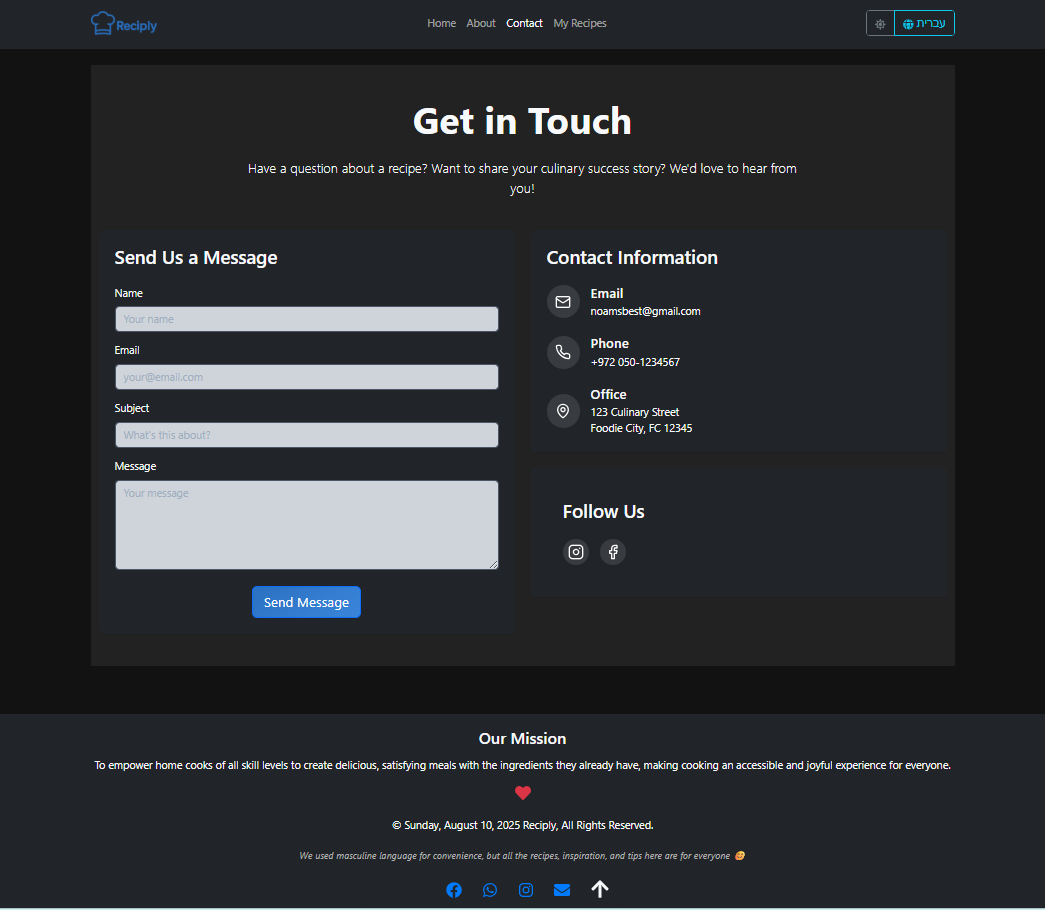 Reciply
Home About Contact My Recipes
עברית
Get in Touch
Have a question about a recipe? Want to share your culinary success story? We'd love to hear from
you!
Send Us a Message
Name
Your name
Email
your@email.com
Subject
What's this about?
Message
Your message
Send Message
Contact Information
Email
noamsbest@gmail.com
Phone
+972 050-1234567
Office
123 Culinary Street
Foodie City, FC 12345
Follow Us
Our Mission
To empower home cooks of all skill levels to create delicious, satisfying meals with the ingredients they already have, making cooking an accessible and joyful experience for everyone.
© Sunday, August 10, 2025 Reciply, All Rights Reserved.
We used masculine language for convenience, but all the recipes, inspiration, and tips here are for everyone 😊